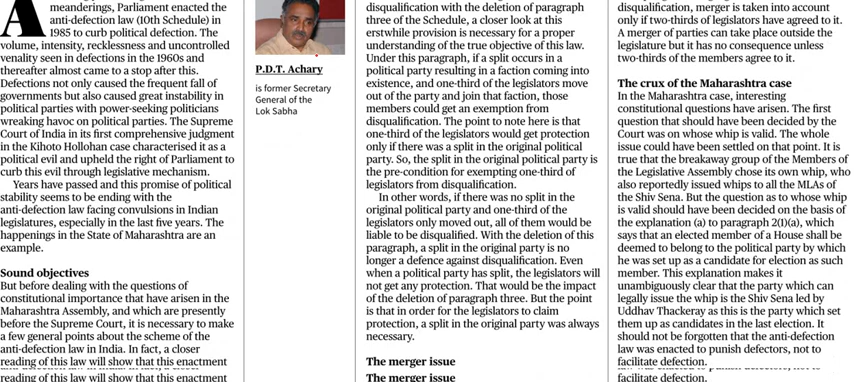 A
meanderings, Parliament enacted the
anti-defection law (10th Schedule) in
1985 to curb political defection. The
volume, intensity, recklessness and uncontrolled
venality seen in defections in the 1960s and
thereafter almost came to a stop after this.
Defections not only caused the frequent fall of
governments but also caused great instability in
political parties with power-seeking politicians
wreaking havoc on political parties. The Supreme
Court of India in its first comprehensive judgment
in the Kihoto Hollohan case characterised it as a
political evil and upheld the right of Parliament to
curb this evil through legislative mechanism.
Years have passed and this promise of political
stability seems to be ending with the
anti-defection law facing convulsions in Indian
legislatures, especially in the last five years. The
happenings in the State of Maharashtra are an
example.
Sound objectives
But before dealing with the questions of
constitutional importance that have arisen in the
Maharashtra Assembly, and which are presently
before the Supreme Court, it is necessary to make
a few general points about the scheme of the
anti-defection law in India. In fact, a closer
reading of this law will show that this enactment
reading of this law will show that this enactment
P.D.T. Achary
is former Secretary
General of the
Lok Sabha
disqualification with the deletion of paragraph
three of the Schedule, a closer look at this
erstwhile provision is necessary for a proper
understanding of the true objective of this law.
Under this paragraph, if a split occurs in a
political party resulting in a faction coming into
existence, and one-third of the legislators move
out of the party and join that faction, those
members could get an exemption from
disqualification. The point to note here is that
one-third of the legislators would get protection
only if there was a split in the original political
party. So, the split in the original political party is
the pre-condition for exempting one-third of
legislators from disqualification.
In other words, if there was no split in the
original political party and one-third of the
legislators only moved out, all of them would be
liable to be disqualified. With the deletion of this
paragraph, a split in the original party is no
longer a defence against disqualification. Even
when a political party has split, the legislators will
not get any protection. That would be the impact
of the deletion of paragraph three. But the point
is that in order for the legislators to claim
protection, a split in the original party was always
necessary.
The merger issue
The merger issue
disqualification, merger is taken into account
only if two-thirds of legislators have agreed to it.
A merger of parties can take place outside the
legislature but it has no consequence unless
two-thirds of the members agree to it.
The crux of the Maharashtra case
In the Maharashtra case, interesting
constitutional questions have arisen. The first
question that should have been decided by the
Court was on whose whip is valid. The whole
issue could have been settled on that point. It is
true that the breakaway group of the Members of
the Legislative Assembly chose its own whip, who
also reportedly issued whips to all the MLAs of
the Shiv Sena. But the question as to whose whip
is valid should have been decided on the basis of
the explanation (a) to paragraph 2(1)(a), which
says that an elected member of a House shall be
deemed to belong to the political party by which
he was set up as a candidate for election as such
member. This explanation makes it
unambiguously clear that the party which can
legally issue the whip is the Shiv Sena led by
Uddhav Thackeray as this is the party which set
them up as candidates in the last election. It
should not be forgotten that the anti-defection
law was enacted to punish defectors, not to
facilitate defection.
facilitate defection.